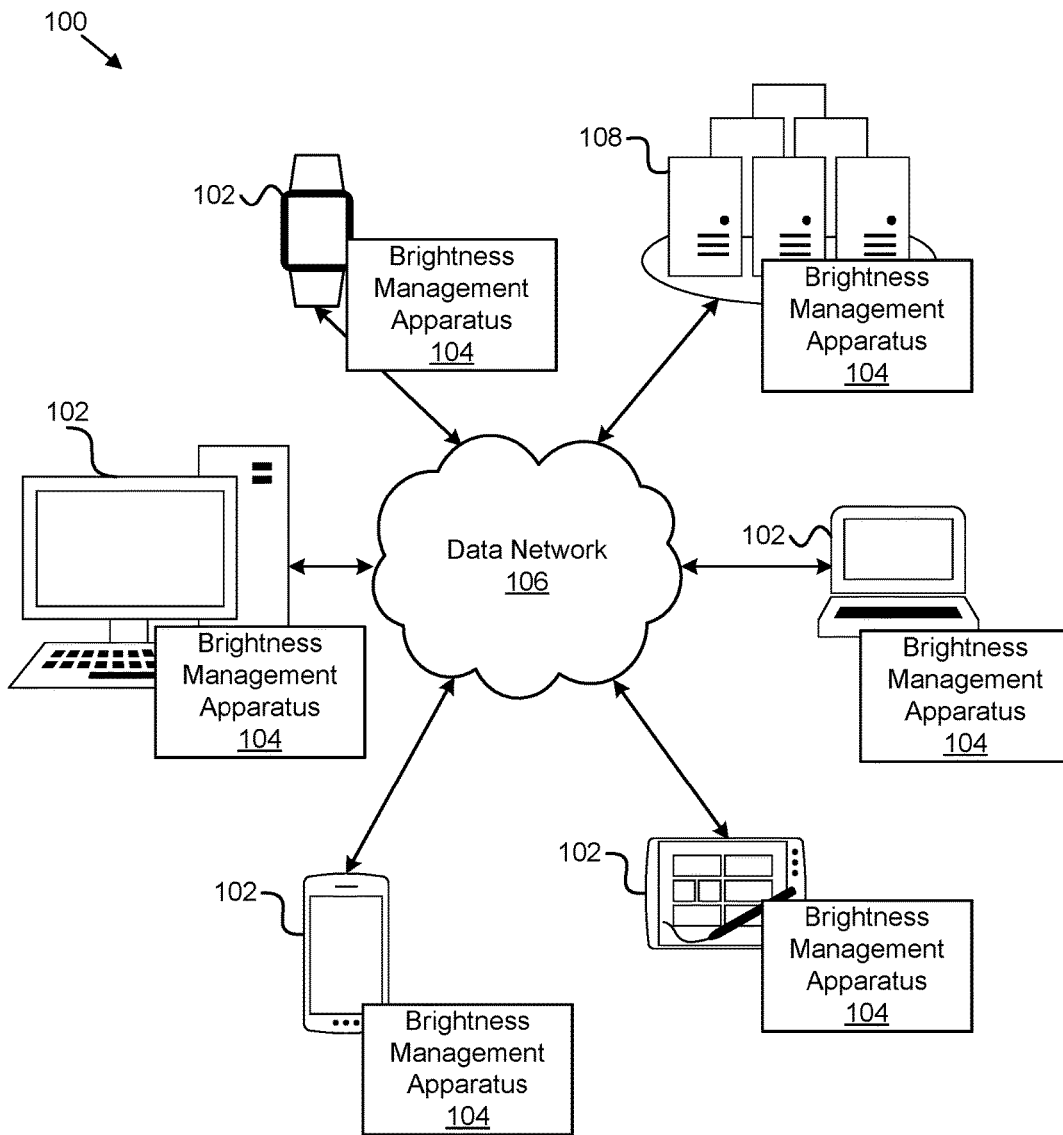 100
102
Brightness
Management
Apparatus
104
108
Brightness
Management
Apparatus
104
102
Brightness
Management
Apparatus
104
Data Network
106
102
Brightness
Management
Apparatus
104
102
Brightness
Management
Apparatus
104
102
Brightness
Management
Apparatus
104